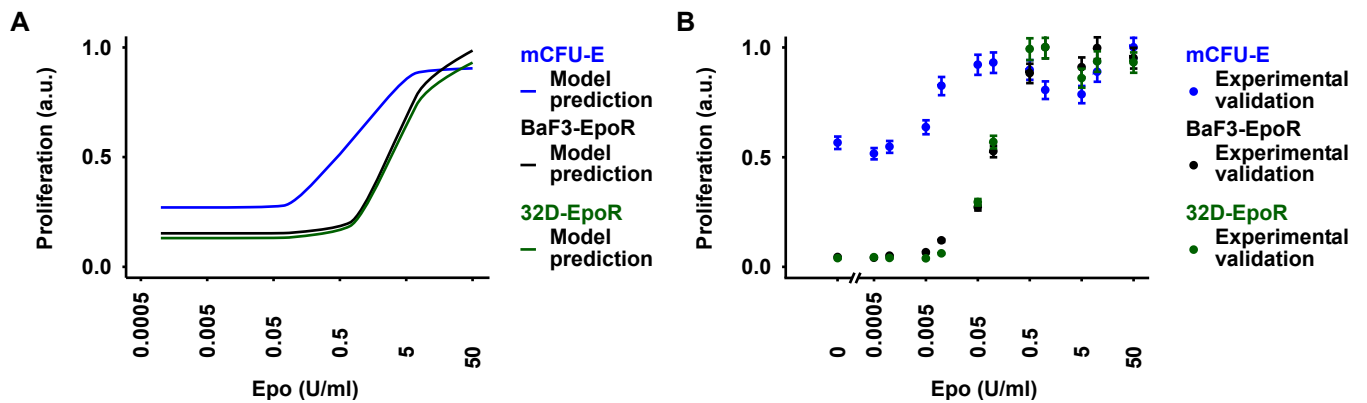 A
Proliferation (a.u.)
1.0
0.5
0.0
0.0005
0.005
0.05
0.5
5
50
Epo (U/ml)
mCFU-E
Model
prediction
BaF3-EpoR
Model
prediction
32D-EpoR
Model
prediction
B
Proliferation (a.u.)
1.0
0.5
0.0
0
0.0005
0.005
0.05
0.5
5
50
Epo (U/ml)
mCFU-E
Experimental
validation
BaF3-EpoR
Experimental
validation
32D-EpoR
Experimental
validation